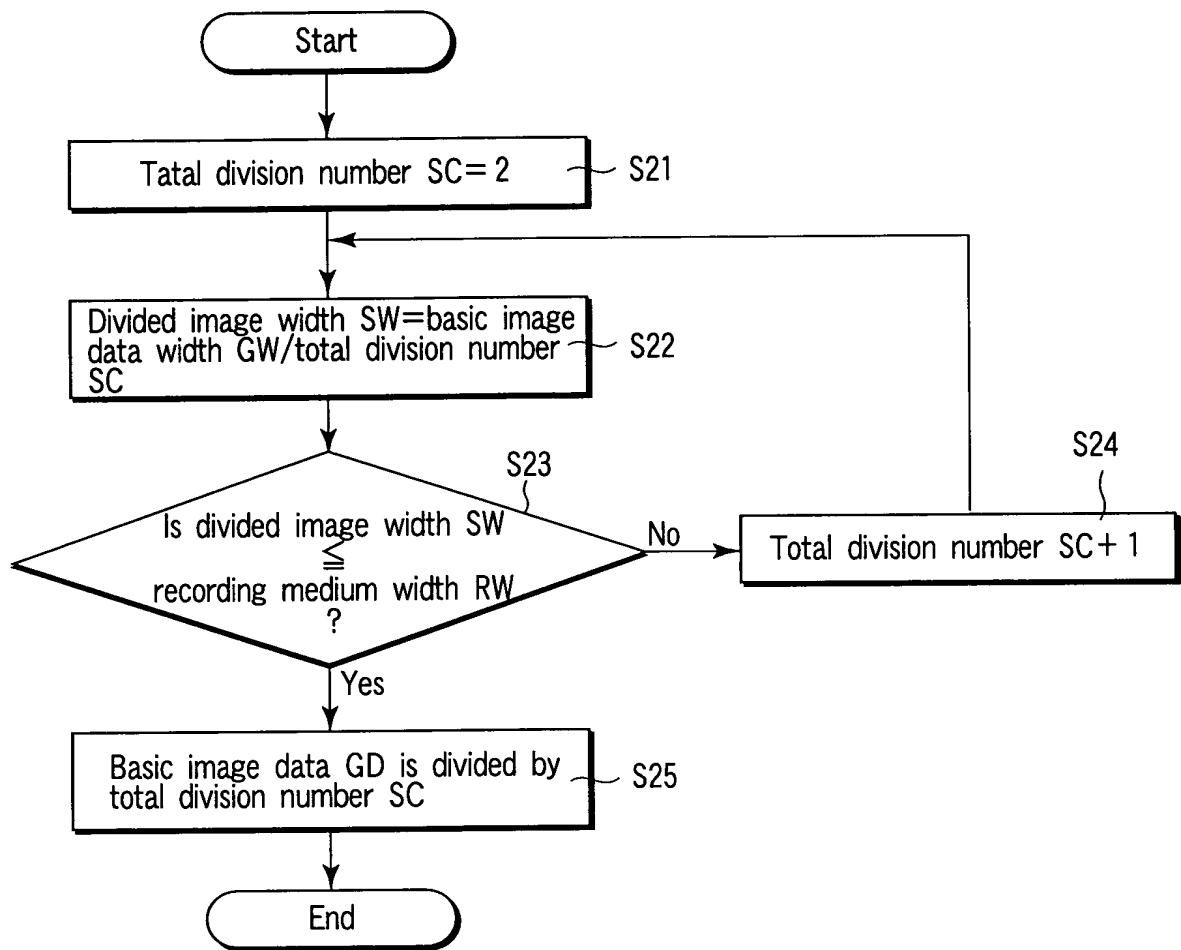 Start
Tatal division number SC=2
S21
Divided image width SW=basic image
data width GW/total division number
SC
S22
S23
Is divided image width SW
≦
recording medium width RW
?
No
S24
Total division number SC+1
Yes
Basic image data GD is divided by
total division number SC
S25
End